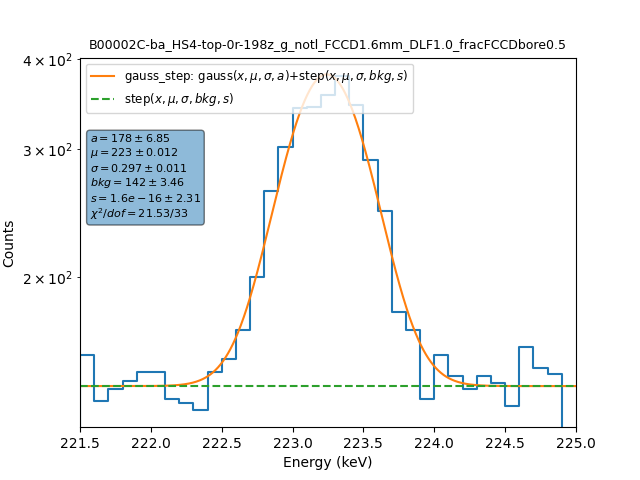 B00002C-ba_HS4-top-0r-198z_g_notl_FCCD1.6mm_DLF1.0_fracFCCDbore0.5
gauss_step: gauss(x, μ, σ, a)+step(x, μ, σ, bkg, s)
step(x, μ, σ, bkg, s)
a = 178 ± 6.85
μ = 223 ± 0.012
σ = 0.297 ± 0.011
bkg = 142 ± 3.46
s = 1.6e − 16 ± 2.31
χ²/dof = 21.53/33
4 × 10²
3 × 10²
2 × 10²
Counts
221.5 222.0 222.5 223.0 223.5 224.0 224.5 225.0
Energy (keV)